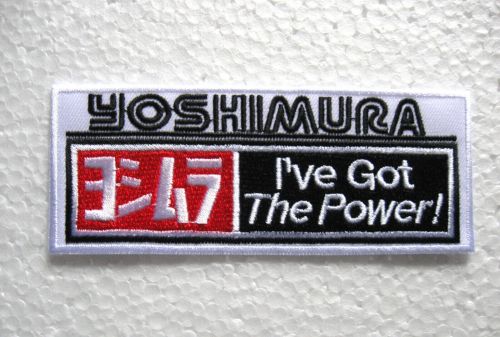 YOSHIMURA
ヨシムラ
I've Got
The Power!